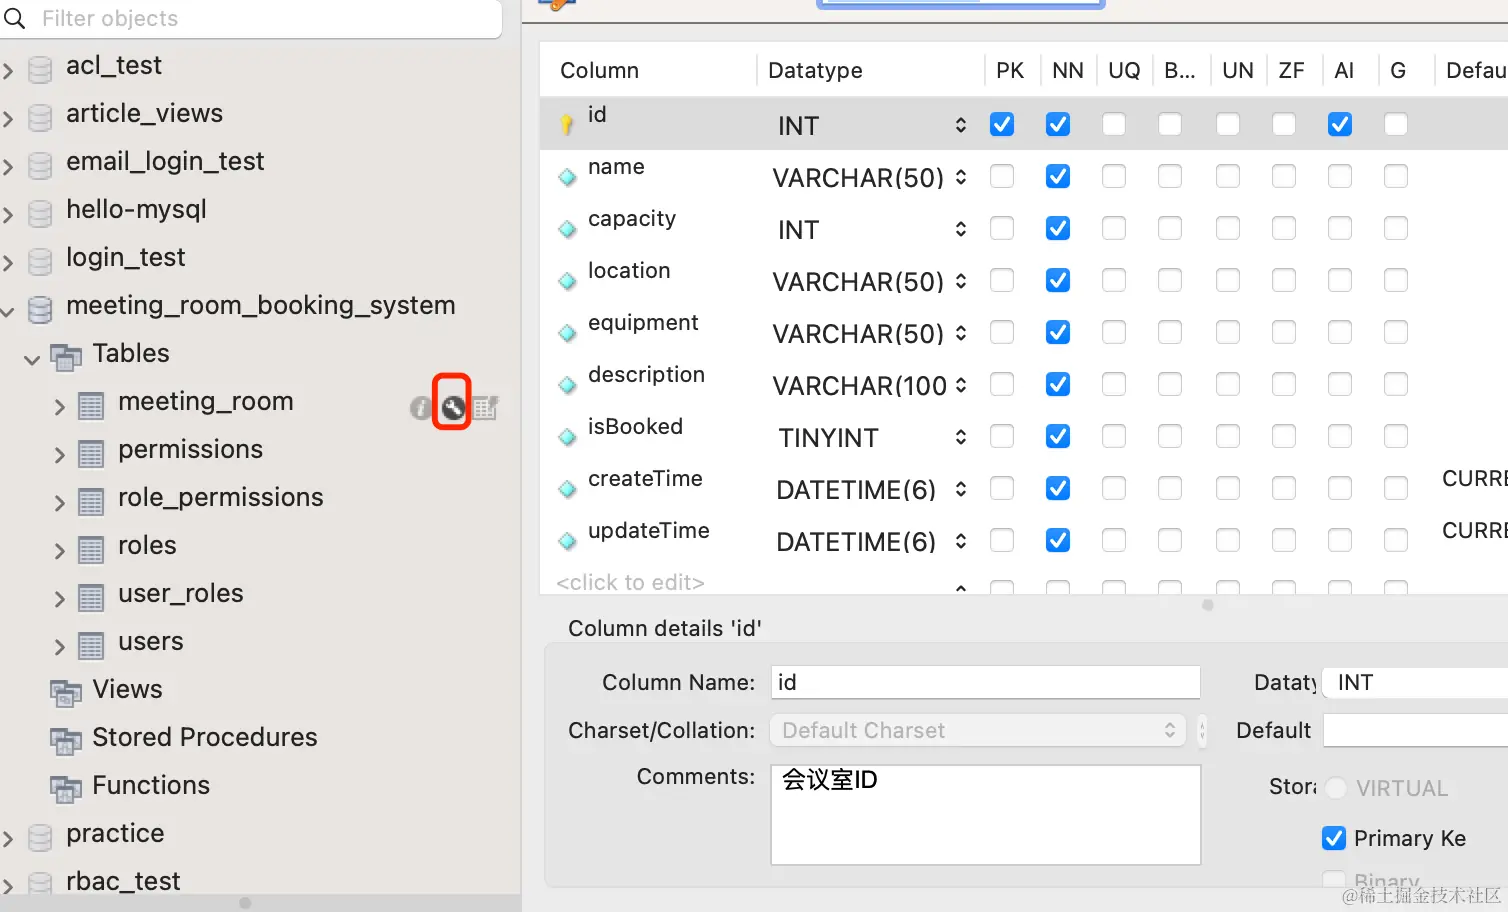 Filter objects
acl_test
article_views
email_login_test
hello-mysql
login_test
meeting_room_booking_system
Tables
meeting_room
permissions
role_permissions
roles
user_roles
users
Views
Stored Procedures
Functions
practice
rbac_test
Column Datatype PK NN UQ B... UN ZF AI G Defau
id INT
name VARCHAR(50)
capacity INT
location VARCHAR(50)
equipment VARCHAR(50)
description VARCHAR(100
isBooked TINYINT
createTime DATETIME(6) CURRE
updateTime DATETIME(6) CURRE
<click to edit>
Column details 'id'
Column Name: id Dataty INT
Charset/Collation: Default Charset Default
Comments: 会议室ID
Stora VIRTUAL
Primary Ke
Binary
@稀土掘金技术社区